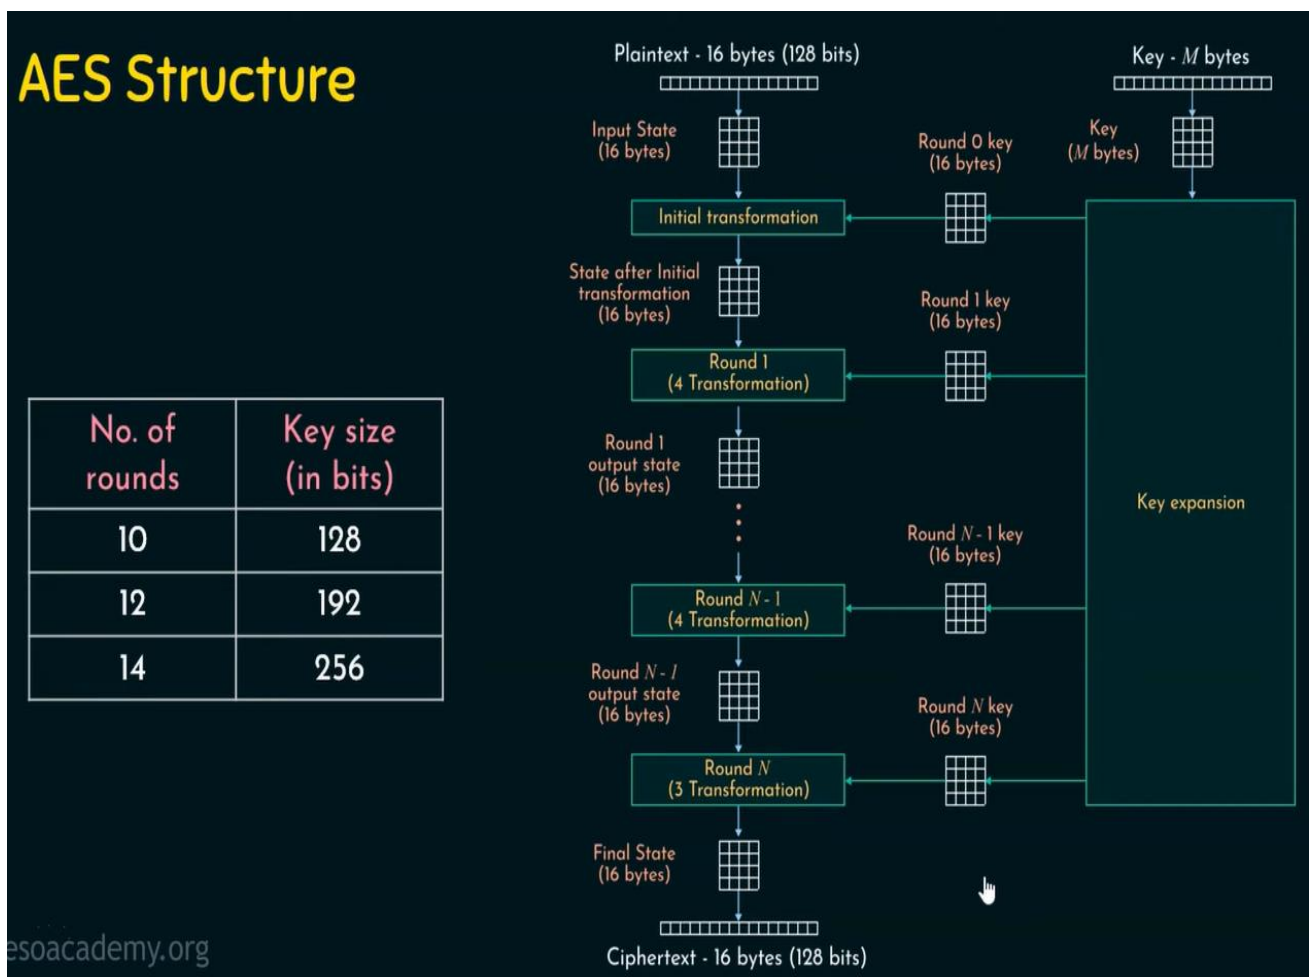 AES Structure
No. of
rounds
Key size
(in bits)
10
128
12
192
14
256
Plaintext - 16 bytes (128 bits)
Input State
(16 bytes)
Initial transformation
State after Initial
transformation
(16 bytes)
Round 1
(4 Transformation)
Round 1
output state
(16 bytes)
Round N - 1
(4 Transformation)
Round N - 1
output state
(16 bytes)
Round N
(3 Transformation)
Final State
(16 bytes)
Ciphertext - 16 bytes (128 bits)
Round 0 key
(16 bytes)
Round 1 key
(16 bytes)
Round N - 1 key
(16 bytes)
Round N key
(16 bytes)
Key - M bytes
Key
(M bytes)
Key expansion
esoacademy.org